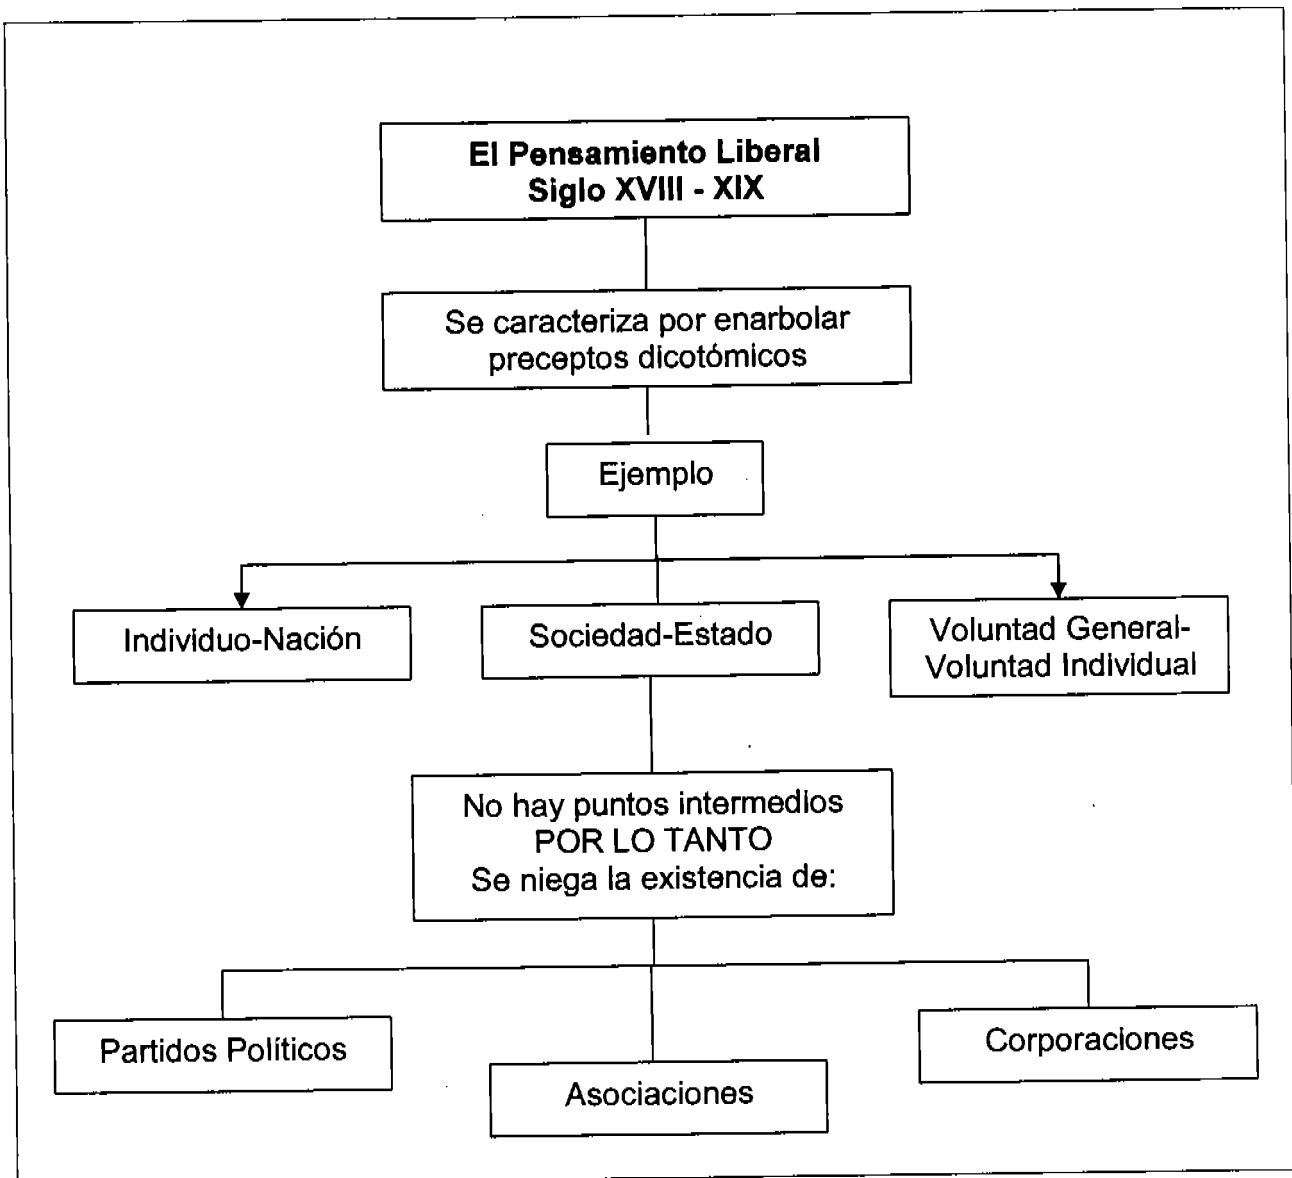 El Pensamiento Liberal
Siglo XVIII - XIX
Se caracteriza por enarbolar
preceptos dicotómicos
Ejemplo
Individuo-Nación
Sociedad-Estado
Voluntad General-
Voluntad Individual
No hay puntos intermedios
POR LO TANTO
Se niega la existencia de:
Partidos Políticos
Asociaciones
Corporaciones